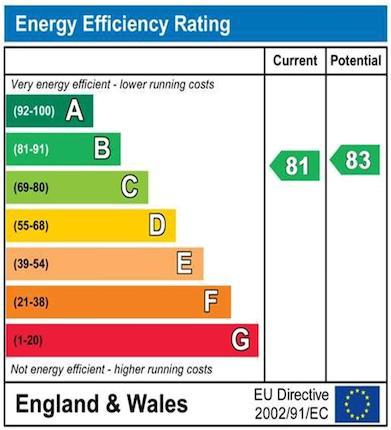 Energy Efficiency Rating
Current Potential
Very energy efficient - lower running costs
(92-100) A
(81-91) B
(69-80) C
(55-68) D
(39-54) E
(21-38) F
(1-20) G
81
83
Not energy efficient - higher running costs
England & Wales
EU Directive
2002/91/EC